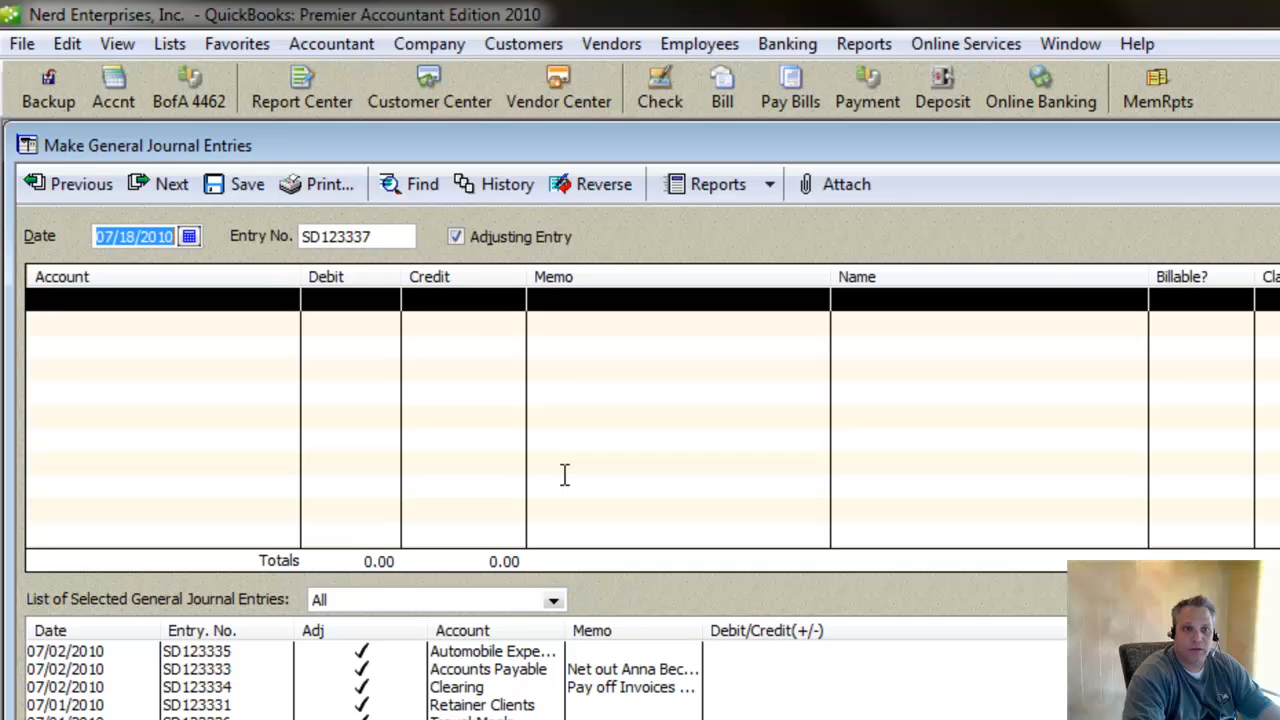 Nerd Enterprises, Inc. - QuickBooks: Premier Accountant Edition 2010
File Edit View Lists Favorites Accountant Company Customers Vendors Employees Banking Reports Online Services Window Help
Backup Accnt BofA 4462 Report Center Customer Center Vendor Center Check Bill Pay Bills Payment Deposit Online Banking MemRpts
Make General Journal Entries
Previous Next Save Print... Find History Reverse Reports Attach
Date 07/18/2010 Entry No. SD123337 Adjusting Entry
Account Debit Credit Memo Name Billable? Cla
Totals 0.00 0.00
List of Selected General Journal Entries: All
Date Entry. No. Adj Account Memo Debit/Credit(+/-)
07/02/2010 SD123335 Automobile Expe...
07/02/2010 SD123333 Accounts Payable Net out Anna Bec...
07/02/2010 SD123334 Clearing Pay off Invoices ...
07/01/2010 SD123331 Retainer Clients